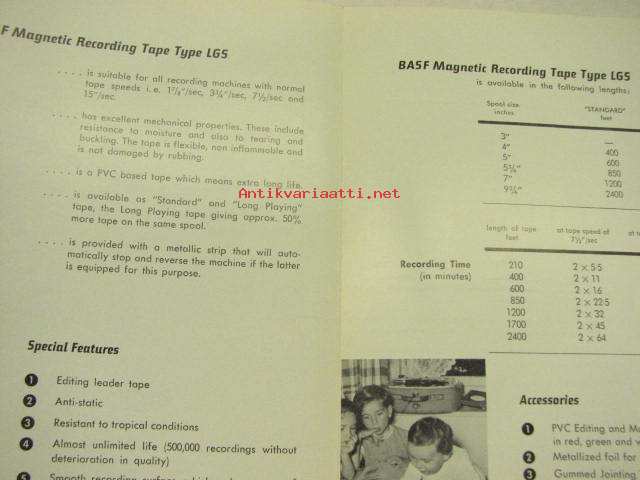 F Magnetic Recording Tape Type LGS
. . . . is suitable for all recording machines with normal
tape speeds i.e. 1⅞"/sec, 3¾"/sec, 7½/sec and
15"/sec.
. . . . has excellent mechanical properties. These include
resistance to moisture and also to tearing and
buckling. The tape is flexible, non inflammable and
is not damaged by rubbing.
. . . . is a PVC based tape which means extra long life.
. . . . is available as "Standard" and "Long Playing"
tape, the Long Playing tape giving approx. 50%
more tape on the same spool.
. . . . is provided with a metallic strip that will auto-
matically stop and reverse the machine if the latter
is equipped for this purpose.
Special Features
1 Editing leader tape
2 Anti-static
3 Resistant to tropical conditions
4 Almost unlimited life (500,000 recordings without
deterioration in quality)
5 Smooth recording surface
BASF Magnetic Recording Tape Type LGS
is available in the following lengths:
Spool size "STANDARD"
inches feet
3" —
4" 400
5" 600
5¾" 850
7" 1200
9¾" 2400
length of tape at tape speed of at t
feet 7½"/sec
Recording Time 210 2 × 5·5
(in minutes) 400 2 × 11
600 2 × 16
850 2 × 22·5
1200 2 × 32
1700 2 × 45
2400 2 × 64
Accessories
1 PVC Editing and M
in red, green and w
2 Metallized foil for
3 Gummed Jointing
Antikvariaatti.net